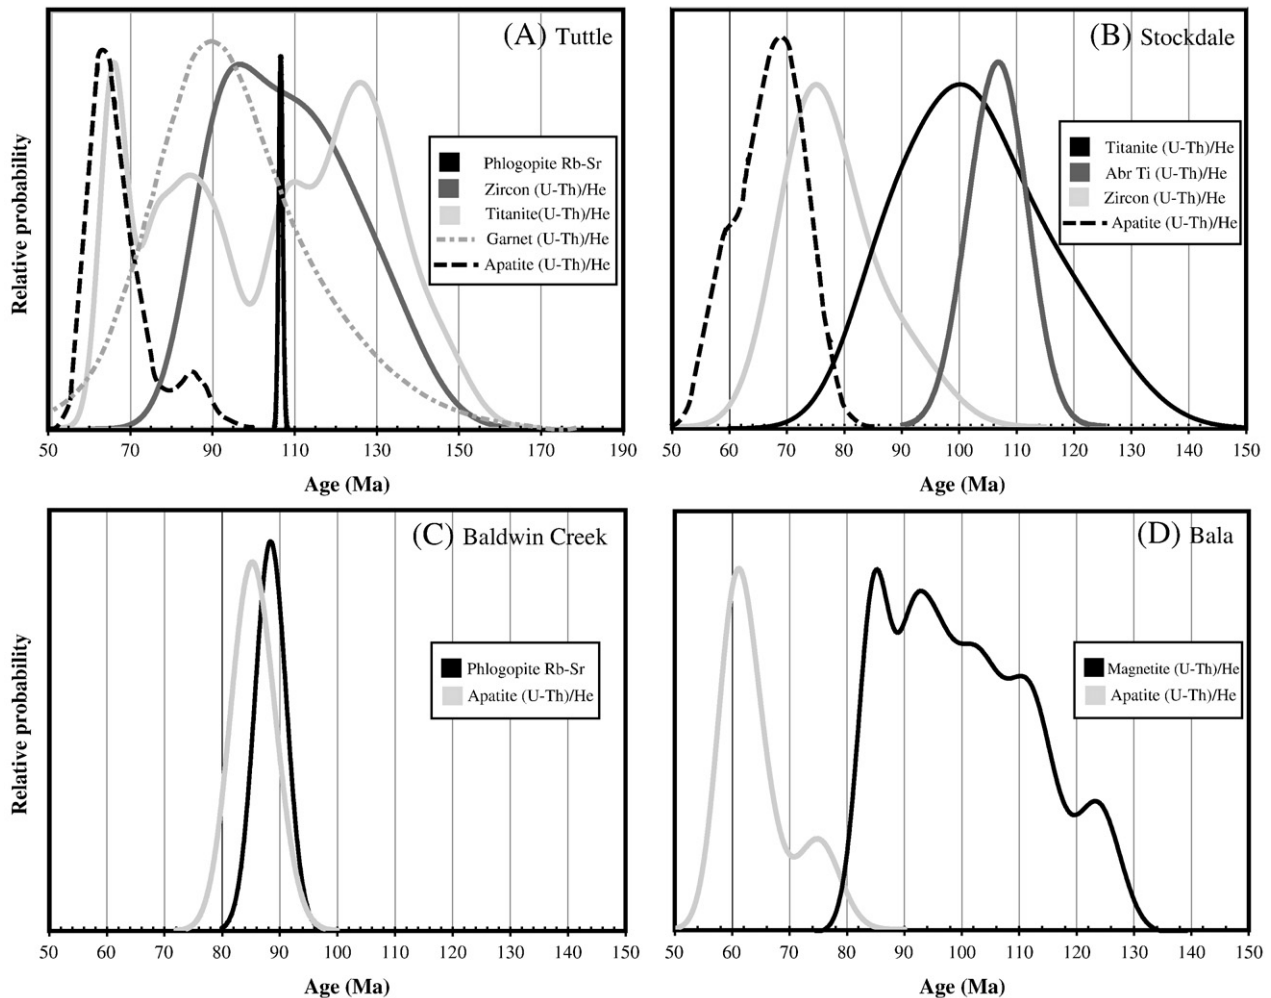 (A) Tuttle
Relative probability
Phlogopite Rb-Sr
Zircon (U-Th)/He
Titanite(U-Th)/He
Garnet (U-Th)/He
Apatite (U-Th)/He
50 70 90 110 130 150 170 190
Age (Ma)
(B) Stockdale
Titanite (U-Th)/He
Abr Ti (U-Th)/He
Zircon (U-Th)/He
Apatite (U-Th)/He
50 60 70 80 90 100 110 120 130 140 150
Age (Ma)
(C) Baldwin Creek
Relative probability
Phlogopite Rb-Sr
Apatite (U-Th)/He
50 60 70 80 90 100 110 120 130 140 150
Age (Ma)
(D) Bala
Magnetite (U-Th)/He
Apatite (U-Th)/He
50 60 70 80 90 100 110 120 130 140 150
Age (Ma)